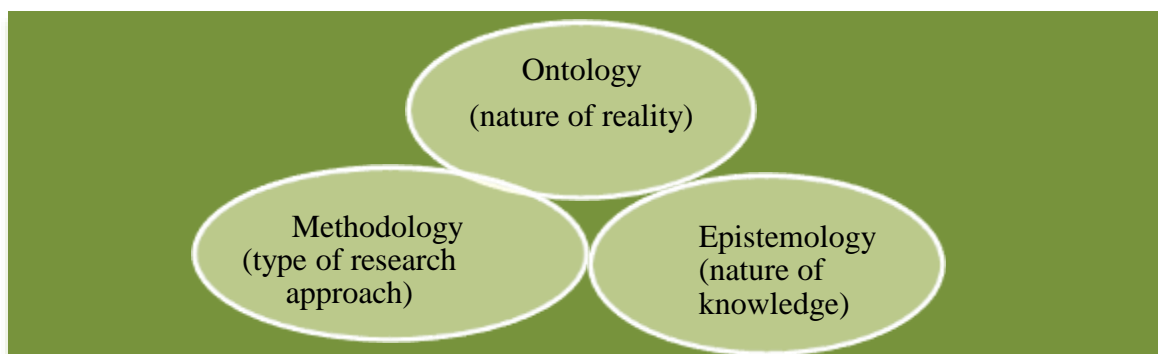 Ontology
(nature of reality)
Methodology
(type of research
approach)
Epistemology
(nature of
knowledge)